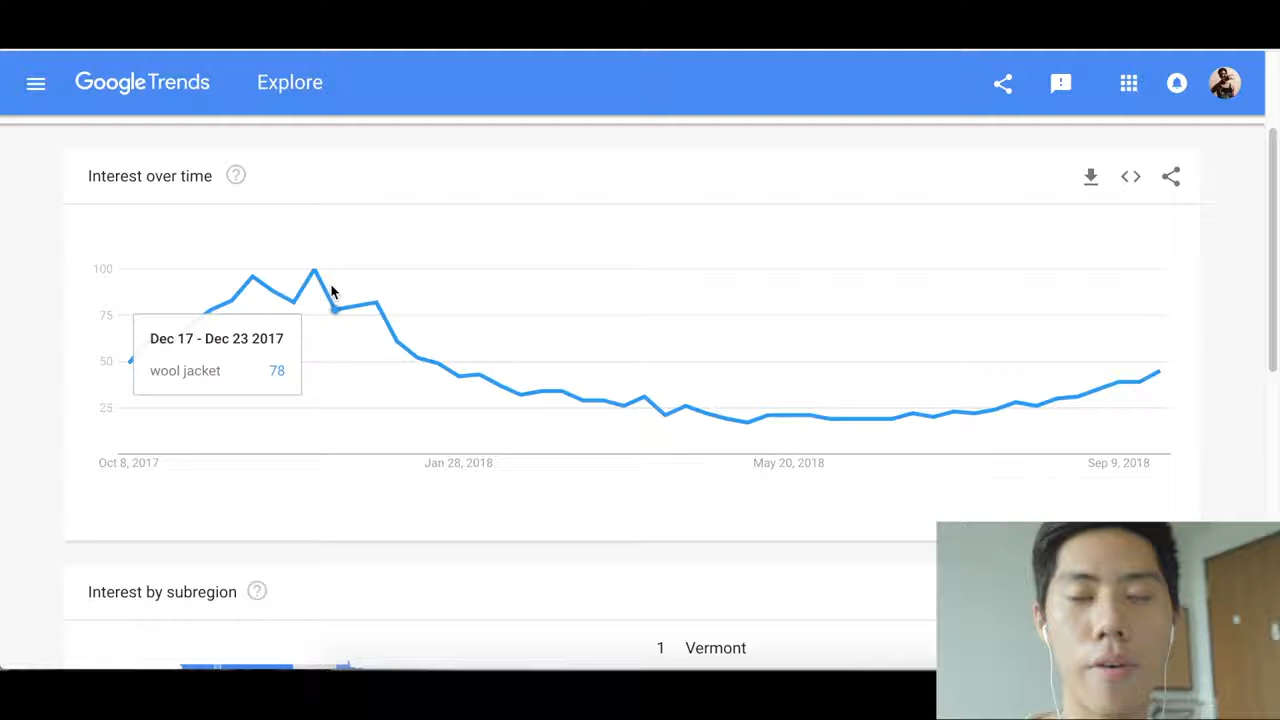 Google Trends Explore
Interest over time ?
100
75
50
25
Dec 17 - Dec 23 2017
wool jacket 78
Oct 8, 2017 Jan 28, 2018 May 20, 2018 Sep 9, 2018
Interest by subregion ?
1 Vermont